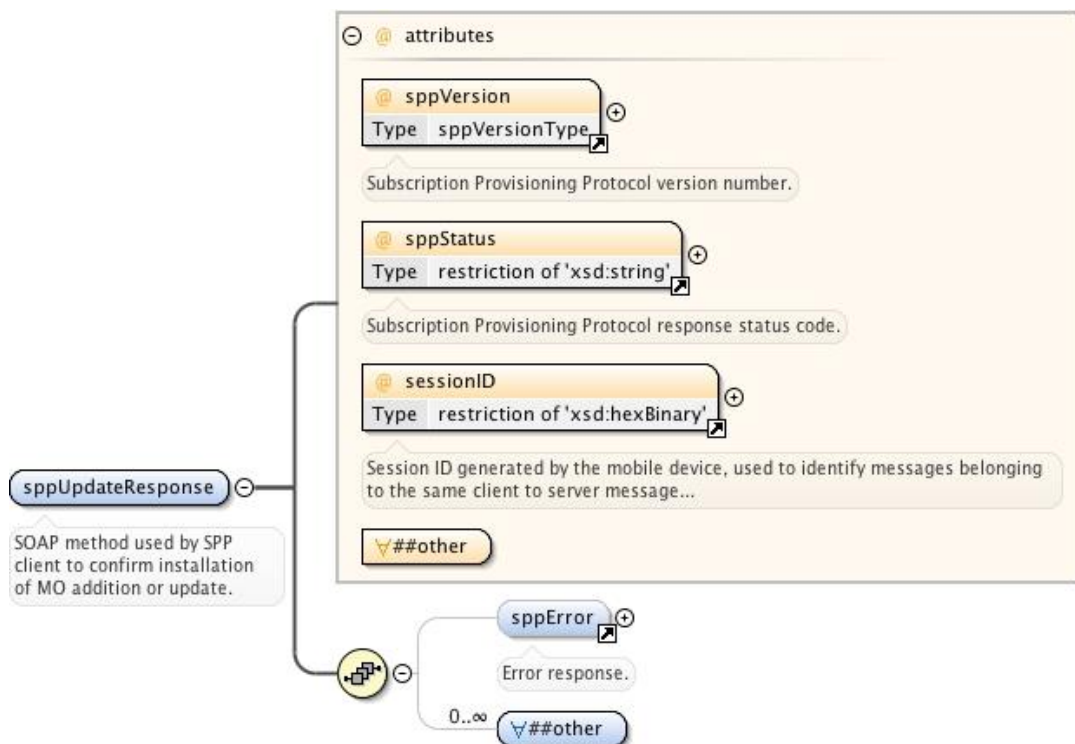 @ attributes
@ sppVersion
Type sppVersionType
Subscription Provisioning Protocol version number.
@ sppStatus
Type restriction of 'xsd:string'
Subscription Provisioning Protocol response status code.
@ sessionID
Type restriction of 'xsd:hexBinary'
Session ID generated by the mobile device, used to identify messages belonging
to the same client to server message...
∀##other
sppUpdateResponse
SOAP method used by SPP
client to confirm installation
of MO addition or update.
sppError
Error response.
0..∞
∀##other